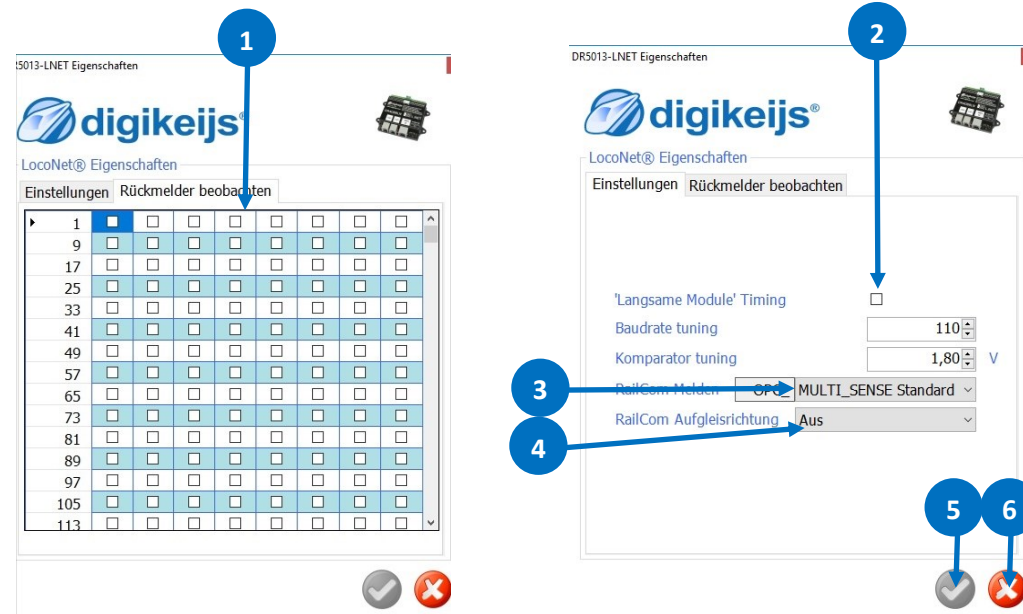 1
5013-LNET Eigenschaften
digikeijs®
LocoNet® Eigenschaften
Einstellungen Rückmelder beobachten
1
9
17
25
33
41
49
57
65
73
81
89
97
105
113
2
DR5013-LNET Eigenschaften
digikeijs®
LocoNet® Eigenschaften
Einstellungen Rückmelder beobachten
'Langsame Module' Timing
Baudrate tuning 110
Komparator tuning 1,80 V
3
RailCom Melden OPC_ MULTI_SENSE Standard
RailCom Aufgleisrichtung Aus
4
5 6